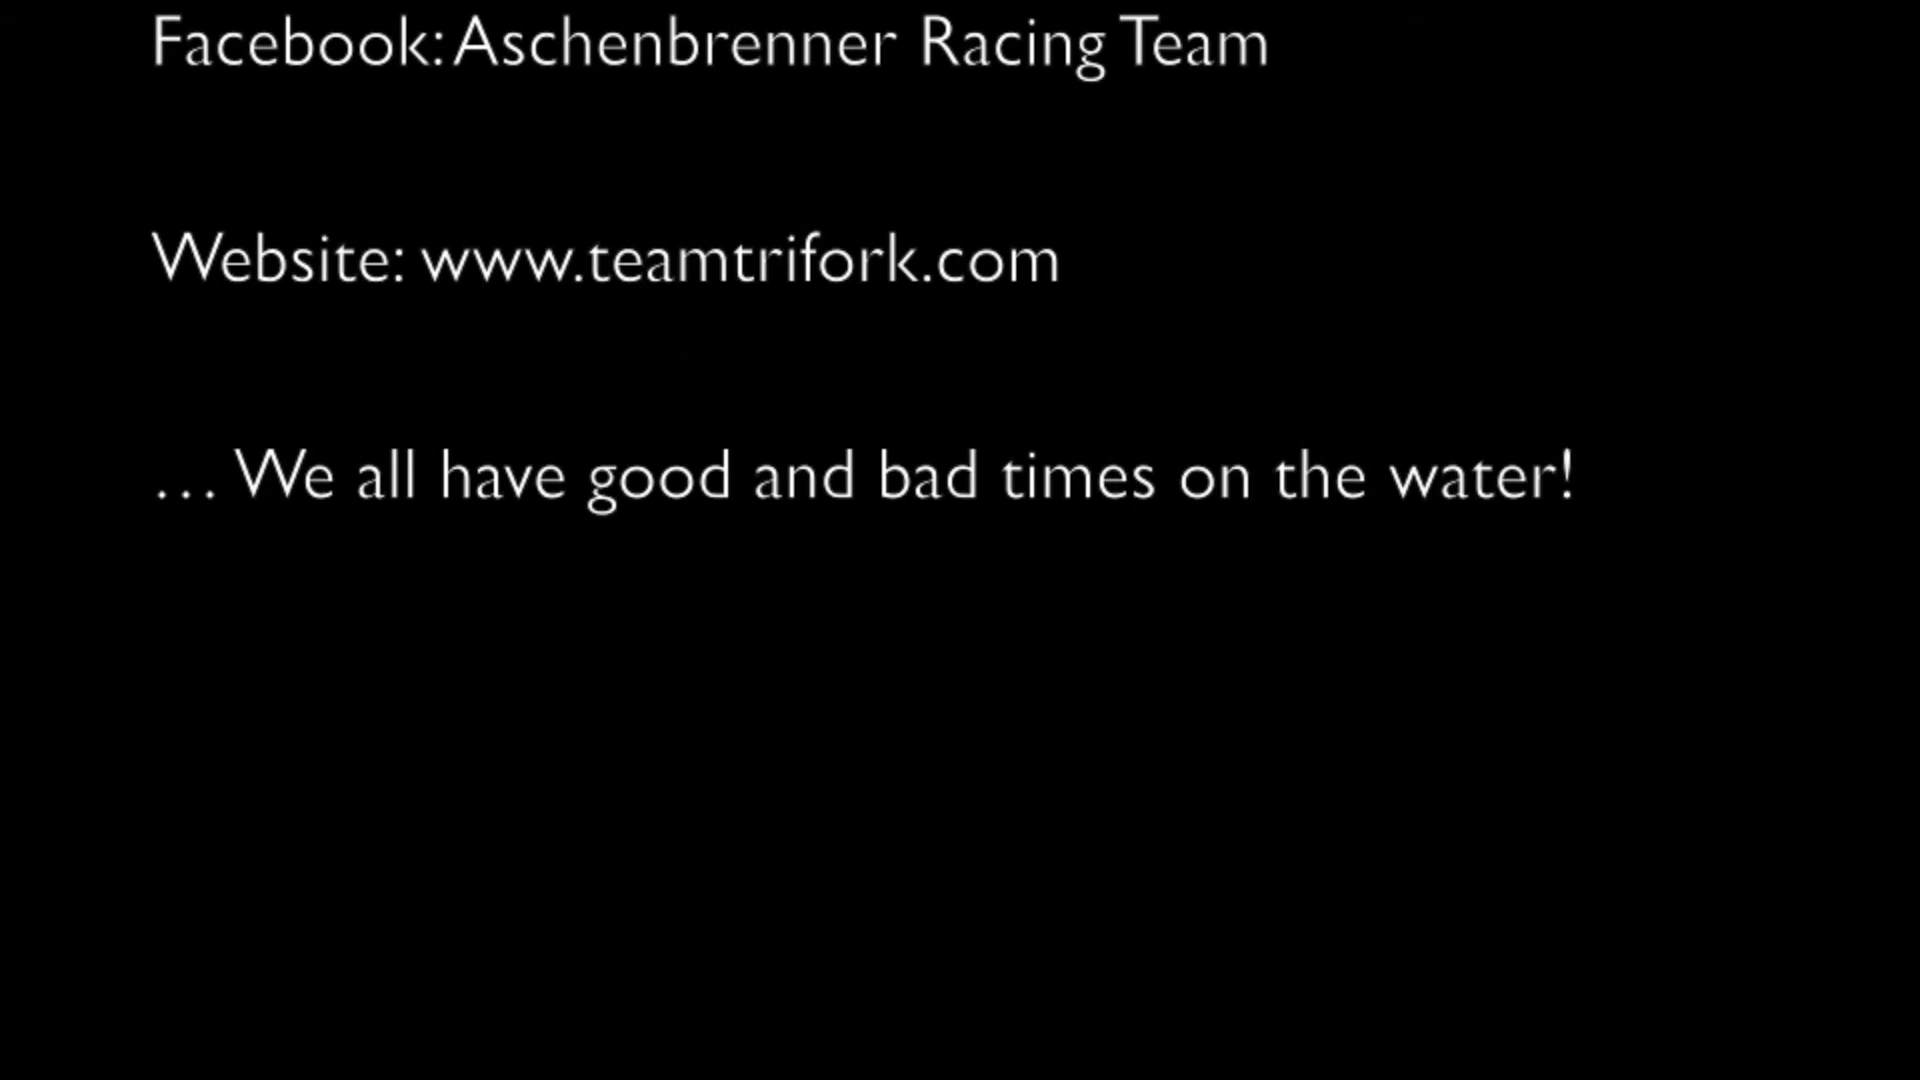 Facebook: Aschenbrenner Racing Team
Website: www.teamtrifork.com
… We all have good and bad times on the water!